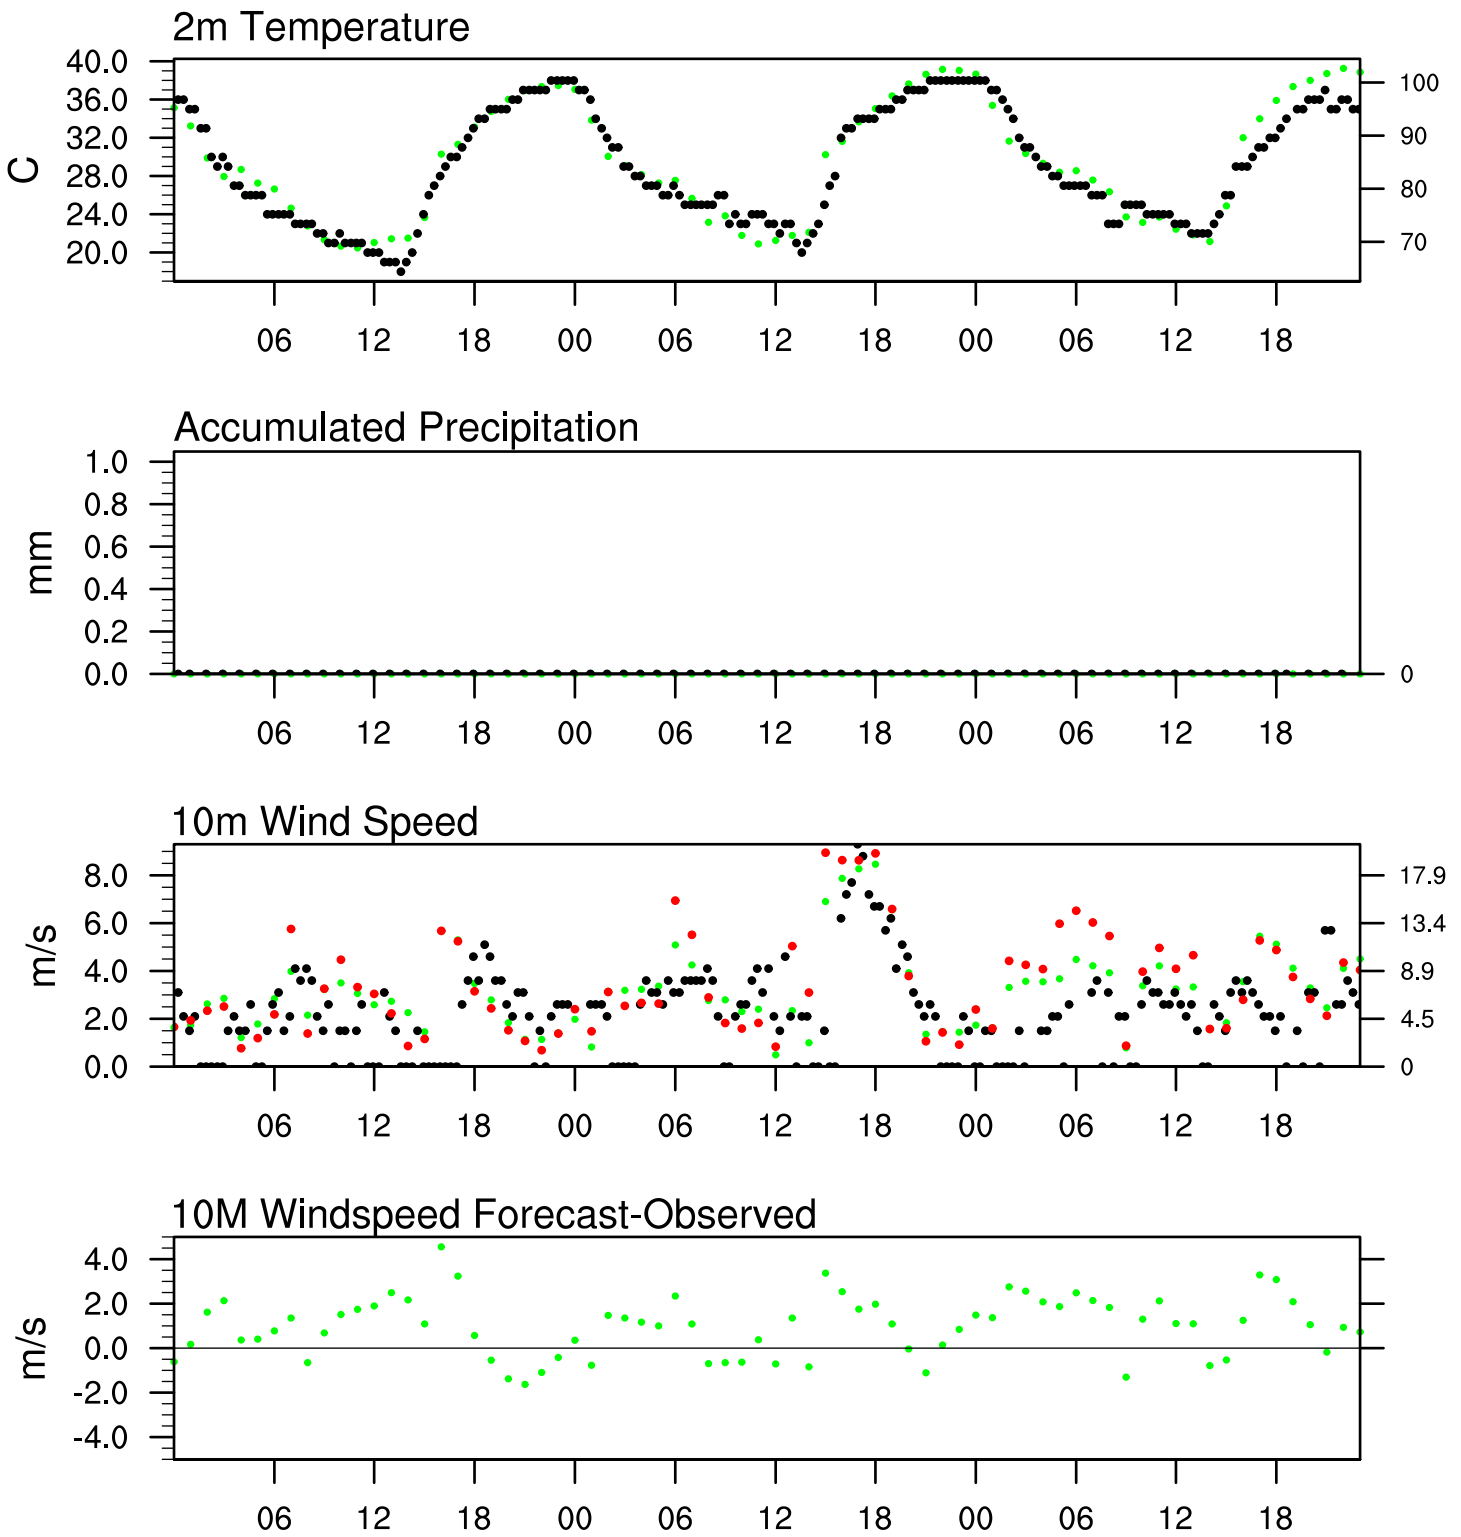 2m Temperature
40.0
36.0
32.0
28.0
24.0
20.0
C
100
90
80
70
06 12 18 00 06 12 18 00 06 12 18
Accumulated Precipitation
1.0
0.8
0.6
0.4
0.2
0.0
mm
0
06 12 18 00 06 12 18 00 06 12 18
10m Wind Speed
8.0
6.0
4.0
2.0
0.0
m/s
17.9
13.4
8.9
4.5
0
06 12 18 00 06 12 18 00 06 12 18
10M Windspeed Forecast-Observed
4.0
2.0
0.0
-2.0
-4.0
m/s
06 12 18 00 06 12 18 00 06 12 18